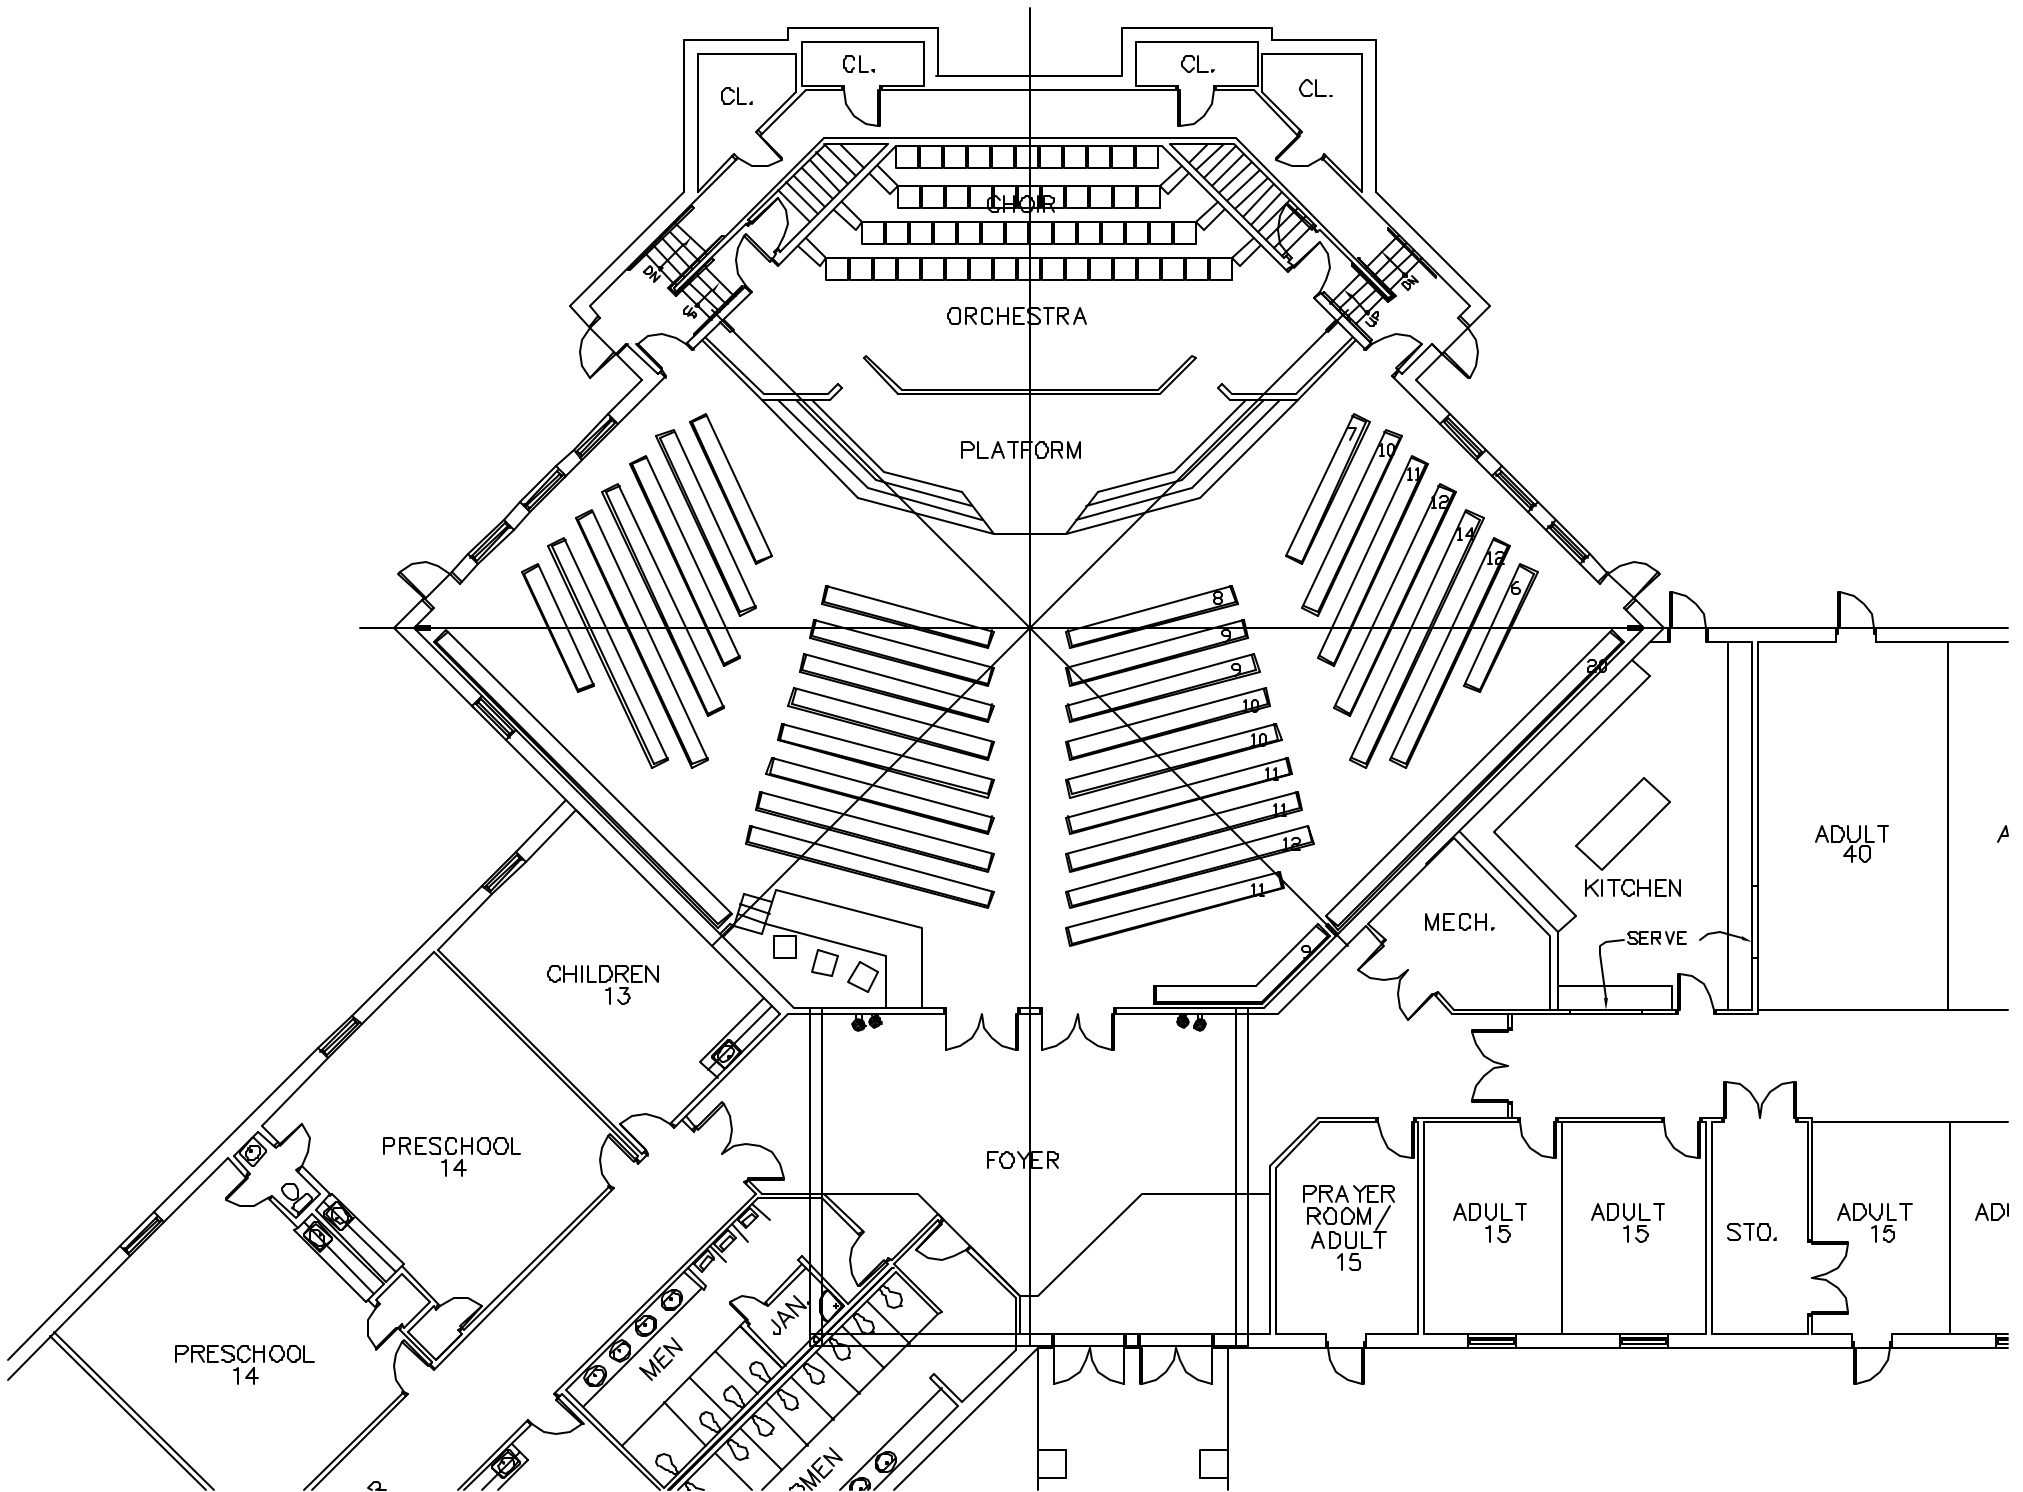 CL.
CL.
CL.
CL.
CHOIR
DN
DN
UP
UP
ORCHESTRA
PLATFORM
7
10
11
12
14
12
6
8
9
9
10
10
11
11
12
11
20
9
ADULT
40
KITCHEN
MECH.
SERVE
CHILDREN
13
PRESCHOOL
14
FOYER
PRAYER
ROOM/
ADULT
15
ADULT
15
ADULT
15
STO.
ADULT
15
PRESCHOOL
14
JAN.
MEN